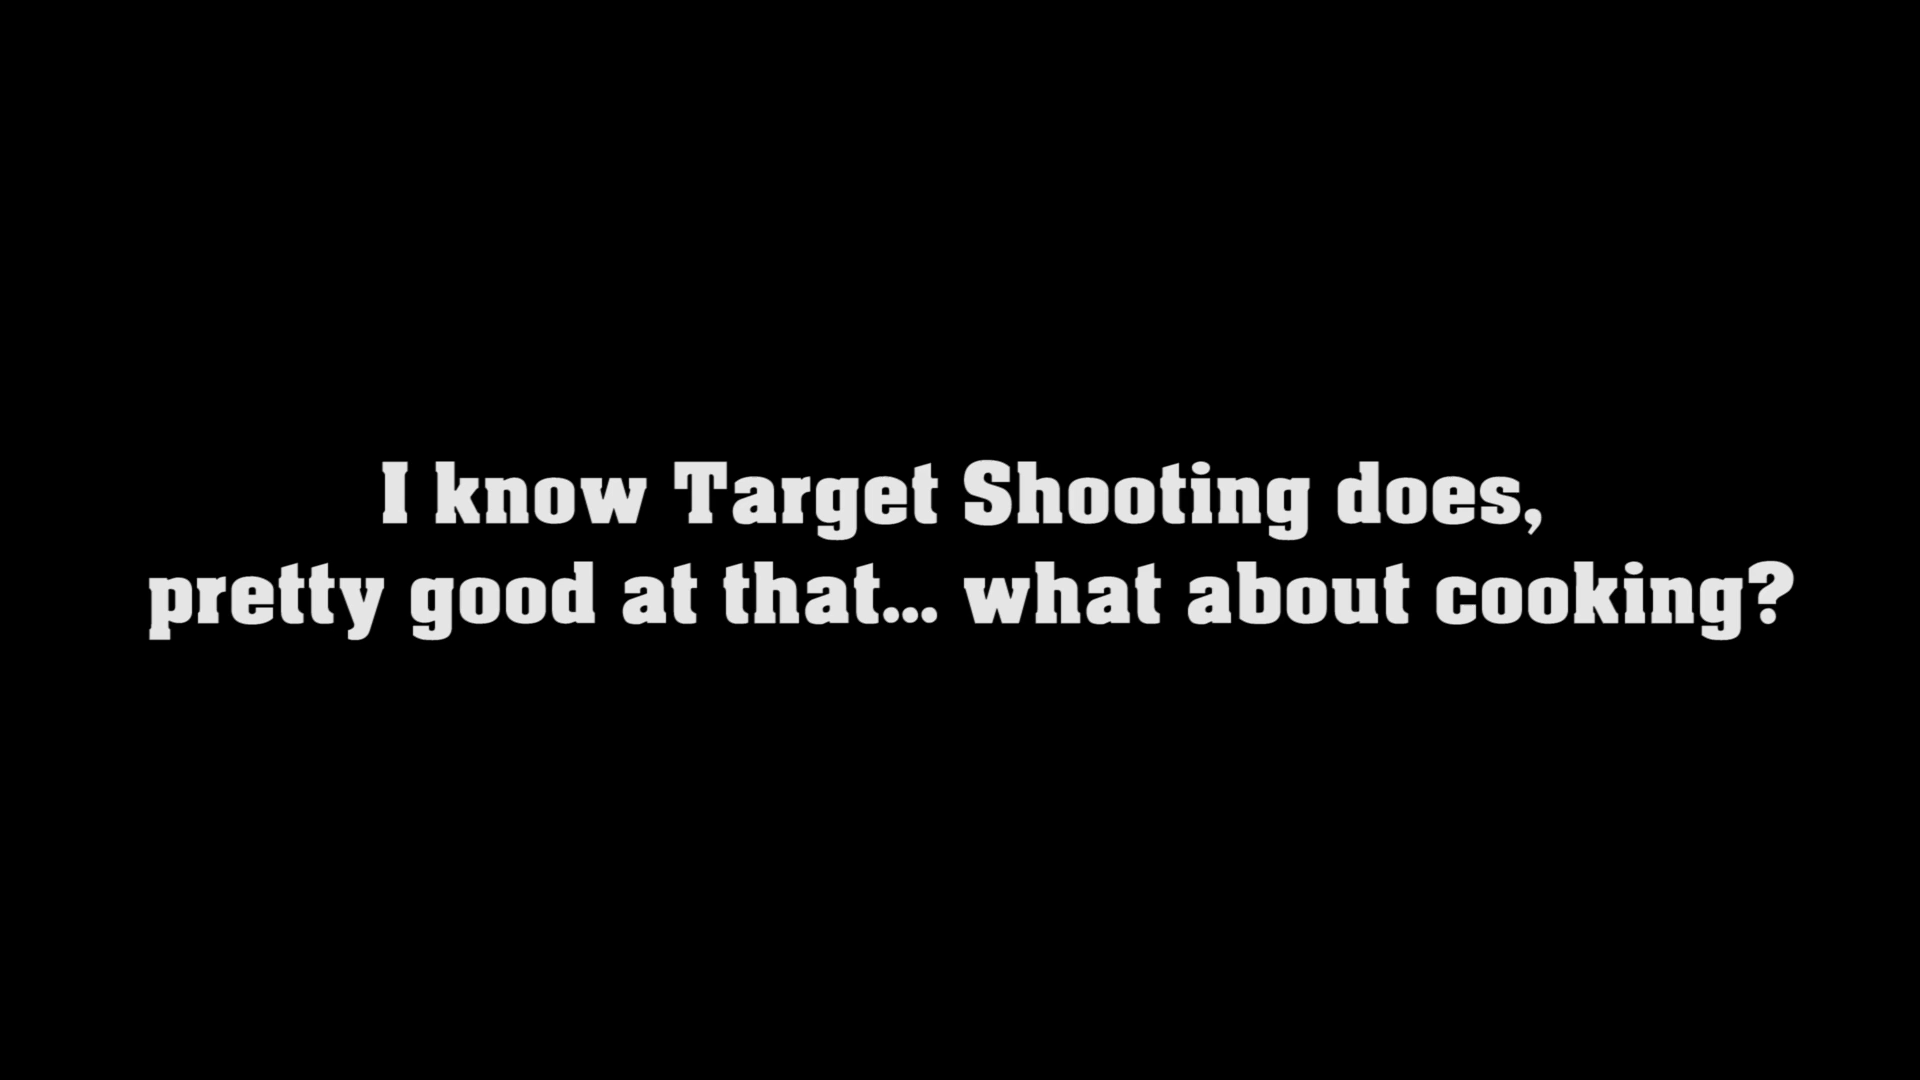 I know Target Shooting does,
pretty good at that... what about cooking?